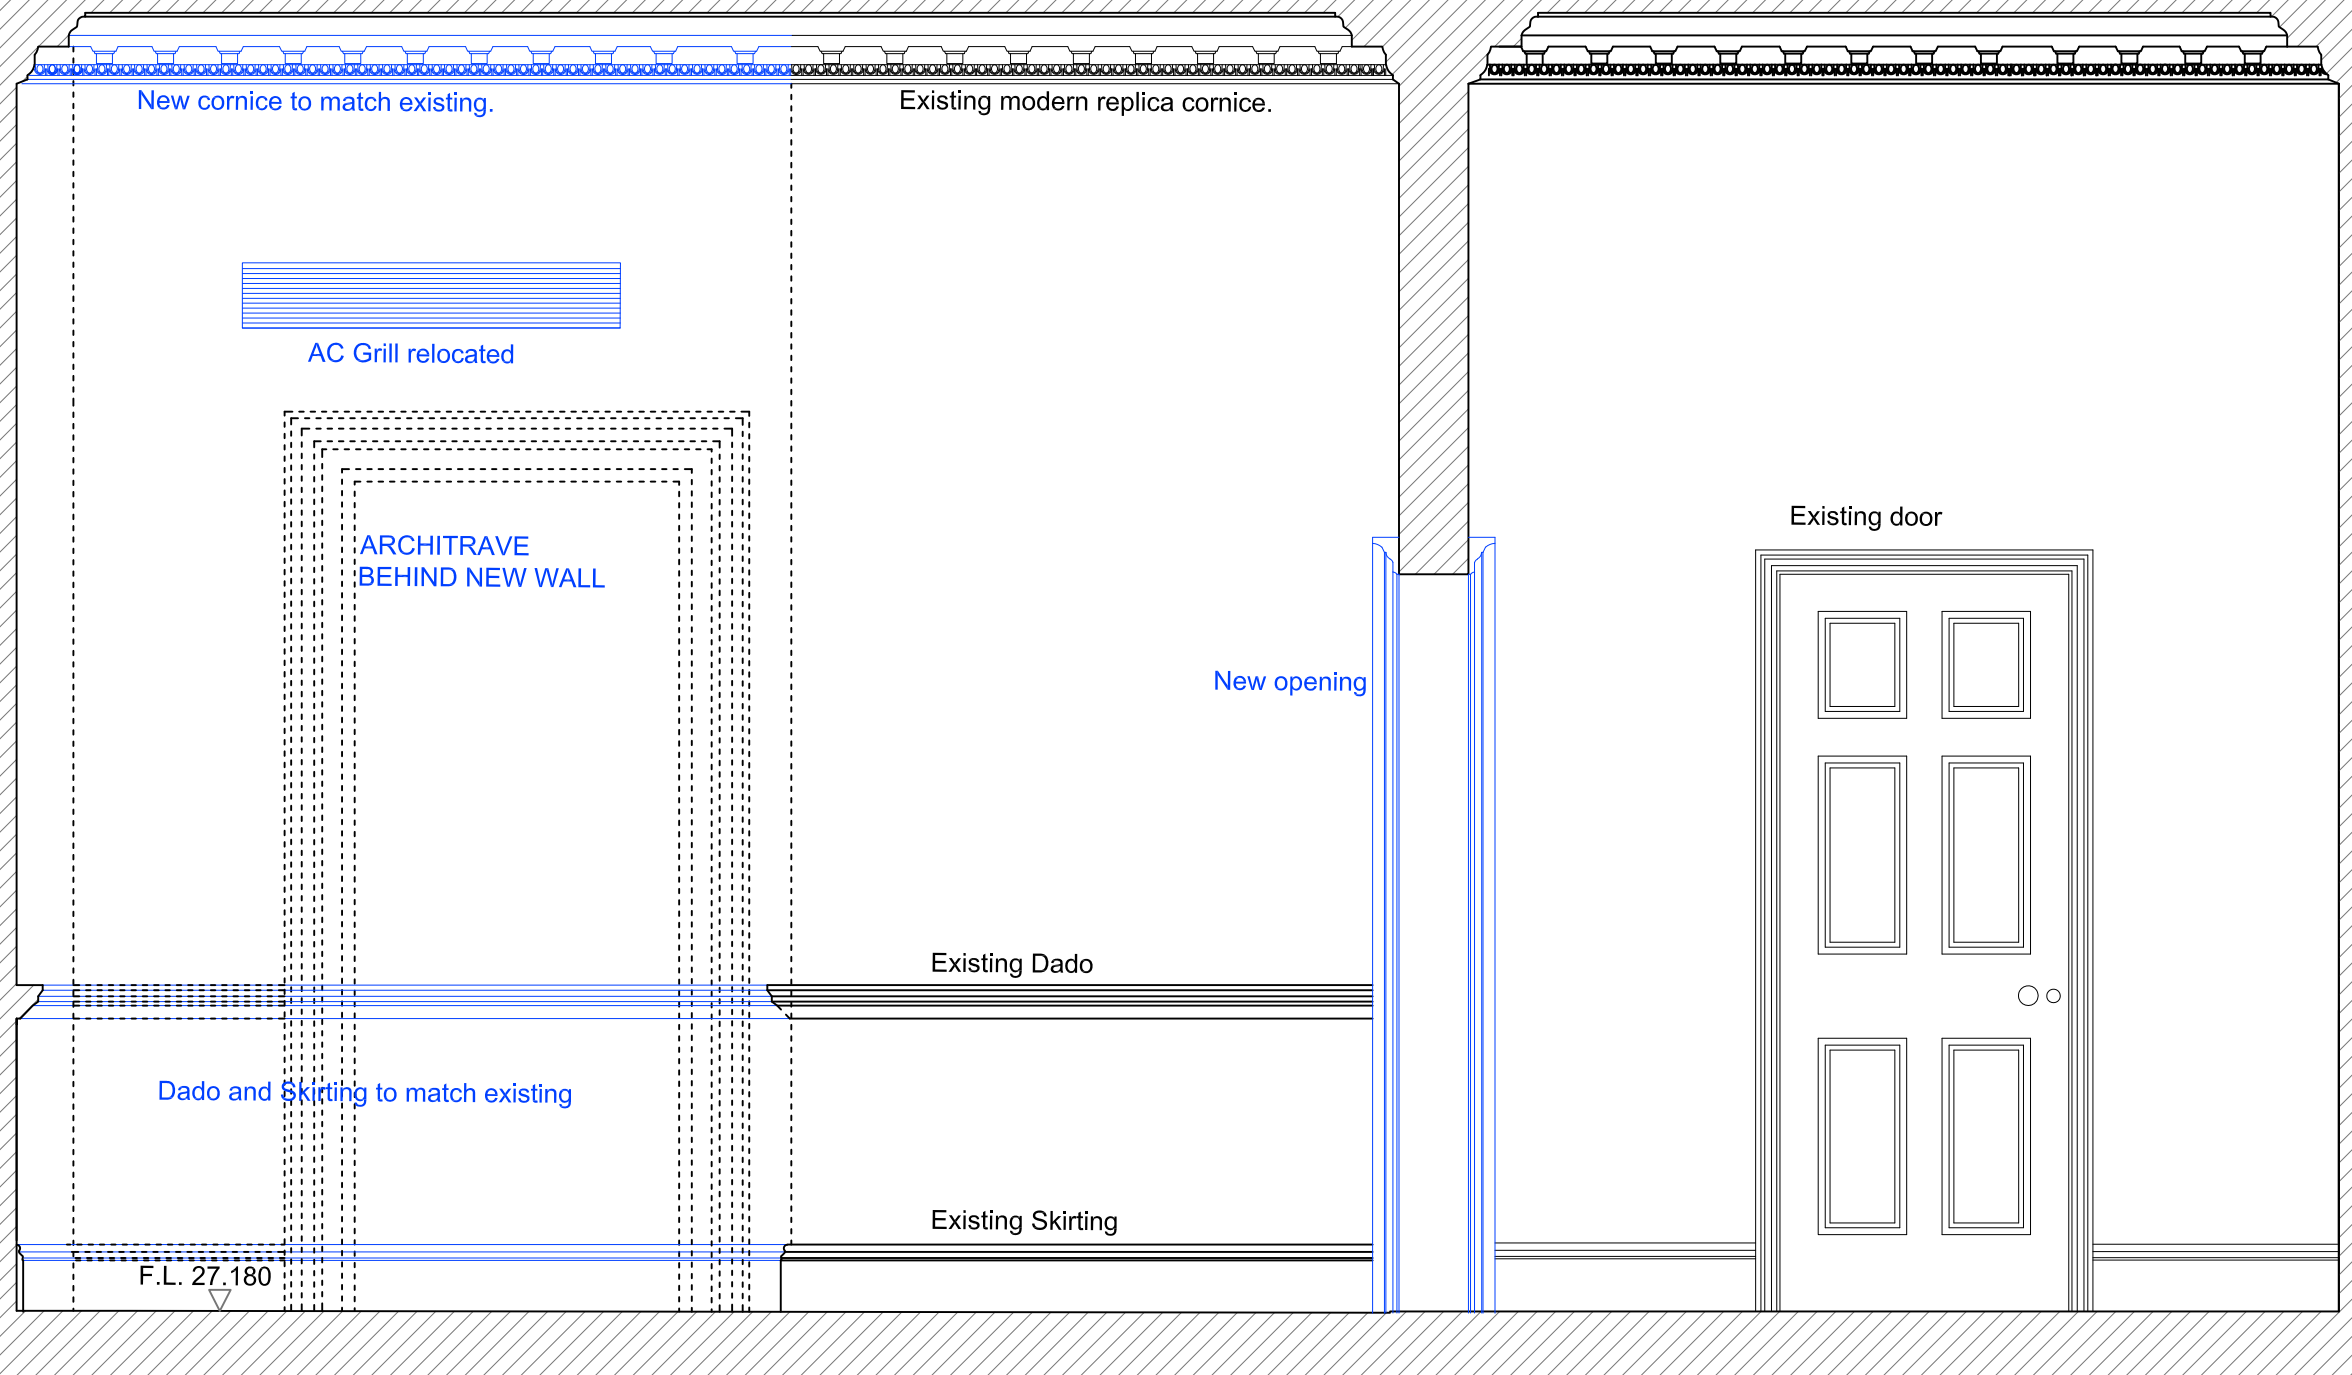 New cornice to match existing.
Existing modern replica cornice.
AC Grill relocated
Existing door
ARCHITRAVE
BEHIND NEW WALL
New opening
Existing Dado
Dado and Skirting to match existing
Existing Skirting
F.L. 27.180